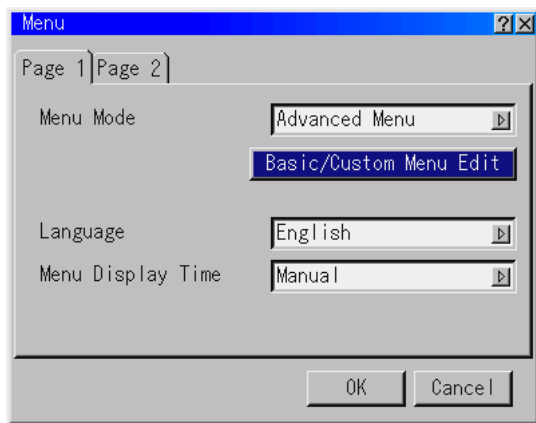 Menu
Page 1 Page 2
Menu Mode Advanced Menu
Basic/Custom Menu Edit
Language English
Menu Display Time Manual
OK Cancel